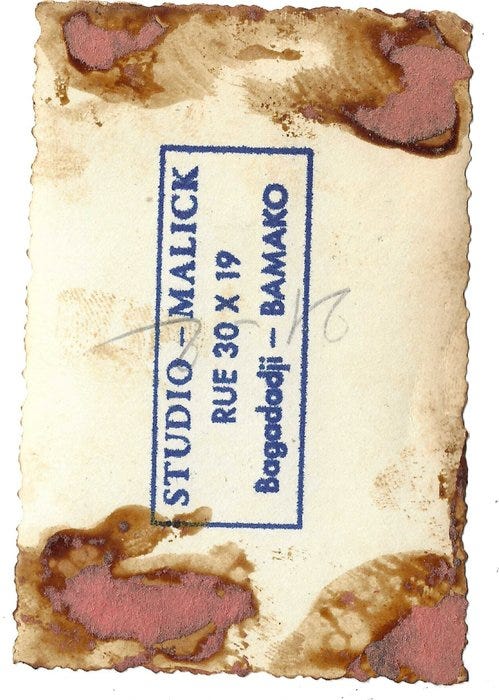 STUDIO – MALICK
RUE 30 X 19
Bagadadji – BAMAKO